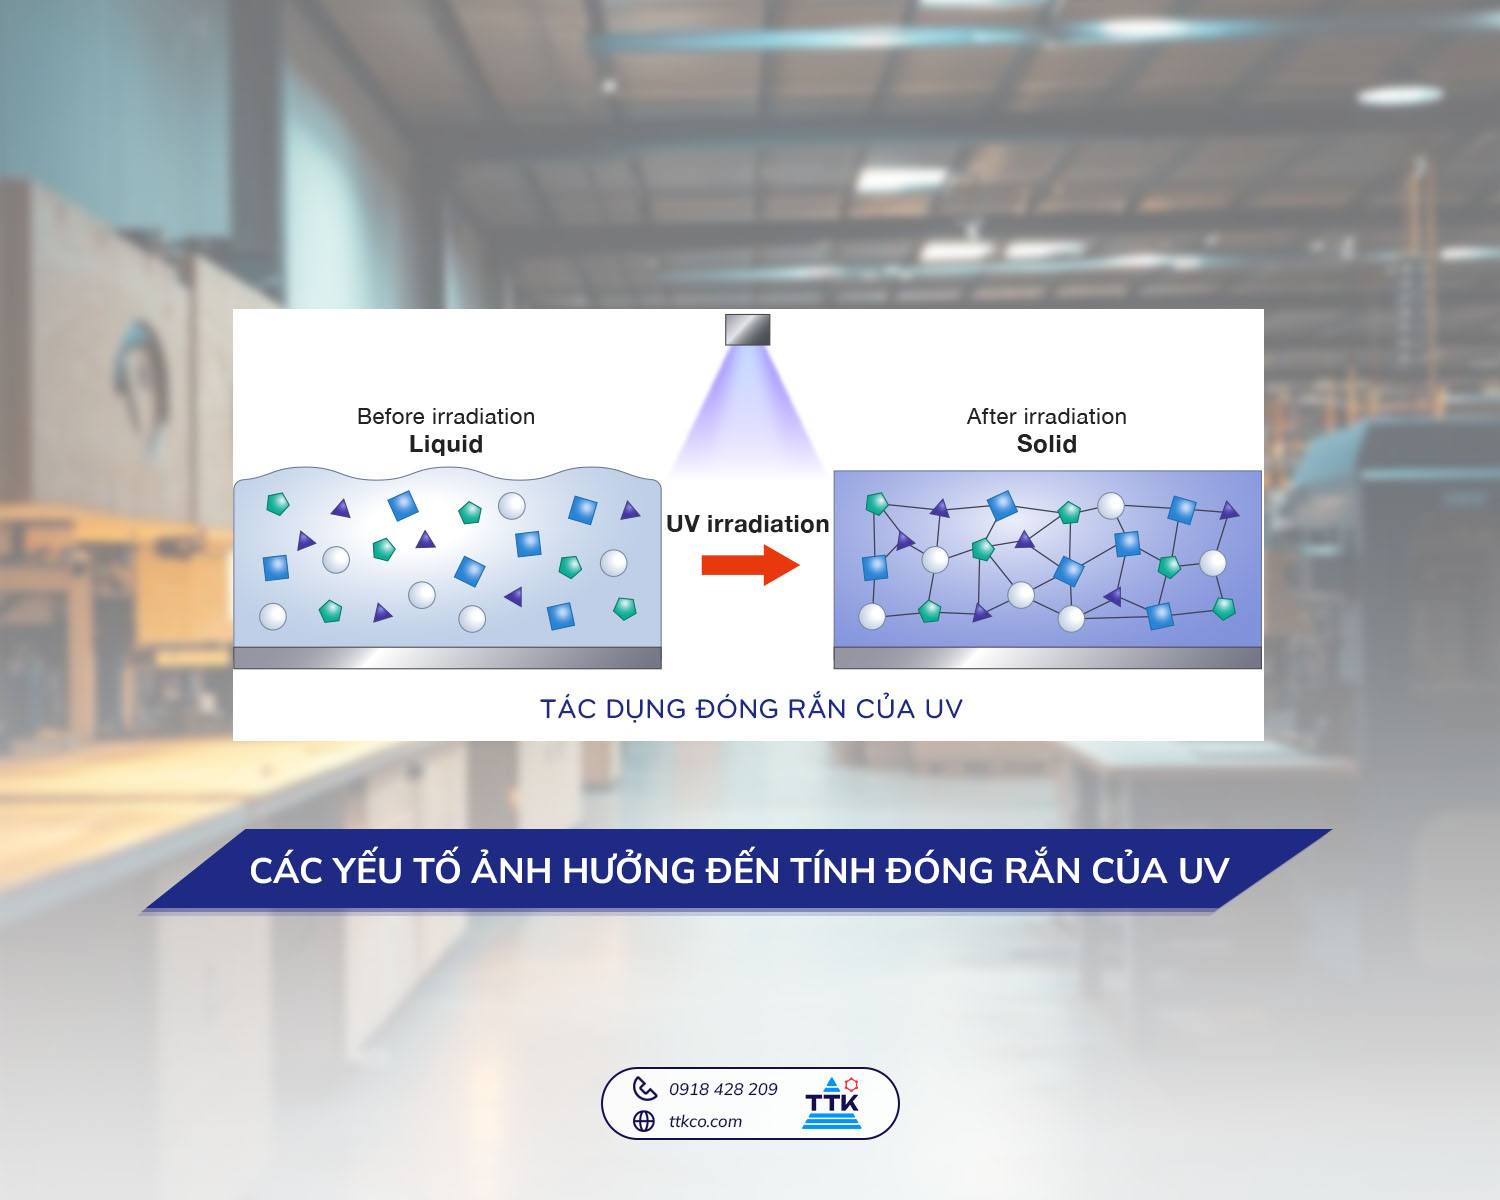 Before irradiation
Liquid
After irradiation
Solid
UV irradiation
TÁC DỤNG ĐÓNG RẮN CỦA UV
CÁC YẾU TỐ ẢNH HƯỞNG ĐẾN TÍNH ĐÓNG RẮN CỦA UV
0918 428 209
ttkco.com
TTK